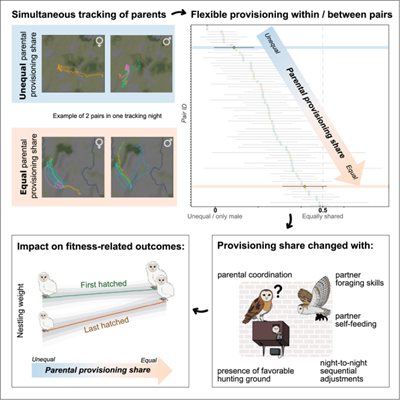 Simultaneous tracking of parents
Flexible provisioning within / between pairs
Unequal parental
provisioning share
♀
♂
Example of 2 pairs in one tracking night
Equal parental
provisioning share
♀
♂
Pair ID
Unequal
Parental provisioning share
Equal
0
0.5
Unequal / only male
Equally shared
Impact on fitness-related outcomes:
Nestling weight
First hatched
Last hatched
Unequal
Equal
Parental provisioning share
Provisioning share changed with:
parental coordination
?
partner
foraging skills
partner
self-feeding
presence of favorable
hunting ground
night-to-night
sequential
adjustments